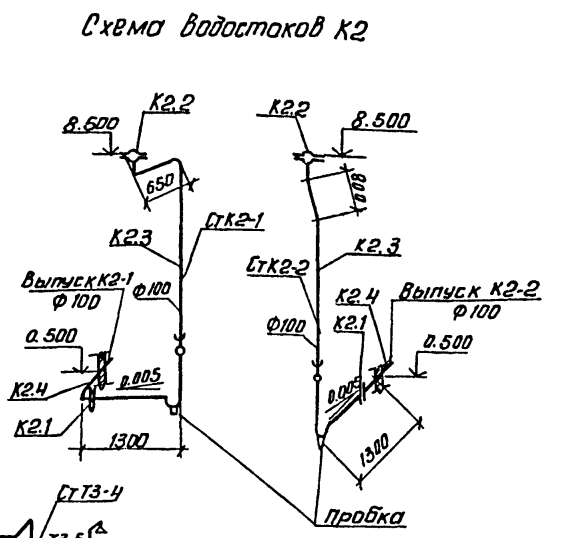 Схема водостоков К2
К2.2
К2.2
8.600
8.500
650
К2.3
СтК2-1
К2.3
СтК2-2
Выпуск К2-1
Ф100
Ф100
К2.4
Выпуск К2-2
Ф100
Ф100
К2.1
0.500
0.500
0.005
0.005
К2.4
К2.1
1300
1300
СтТ3-4
Пробка